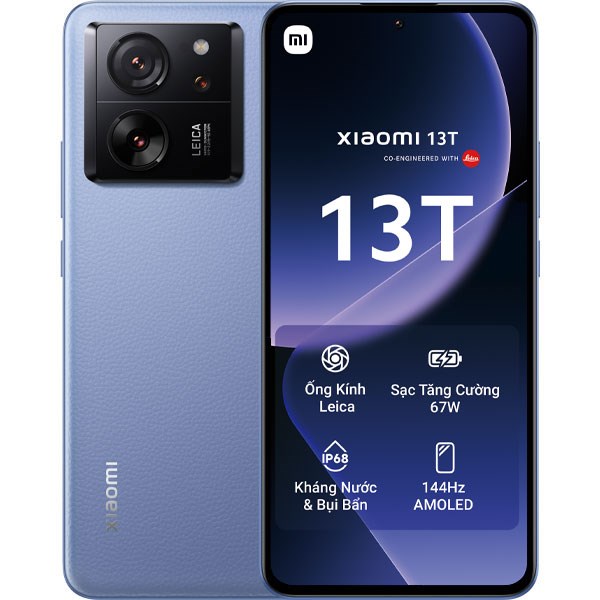 LEICA
xiaomi
mi
xiaomi 13T
CO-ENGINEERED WITH Leica
13T
Ống Kính
Leica
Sạc Tăng Cường
67W
IP68
Kháng Nước
& Bụi Bẩn
144Hz
AMOLED